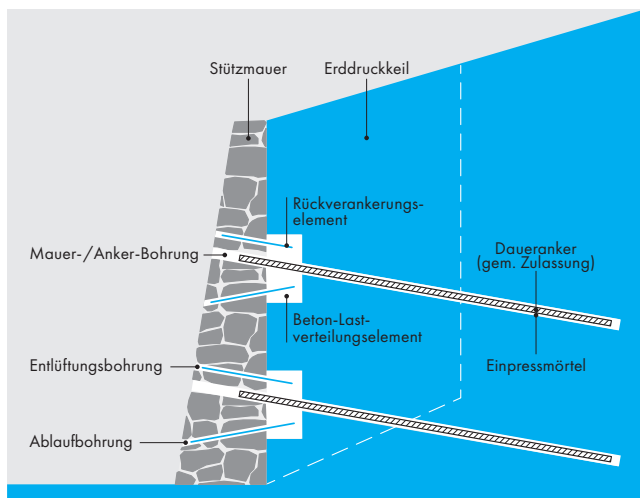 Stützmauer
Erddruckkeil
Rückverankerungs-
element
Mauer-/Anker-Bohrung
Daueranker
(gem. Zulassung)
Beton-Last-
verteilungselement
Entlüftungsbohrung
Einpressmörtel
Ablaufbohrung